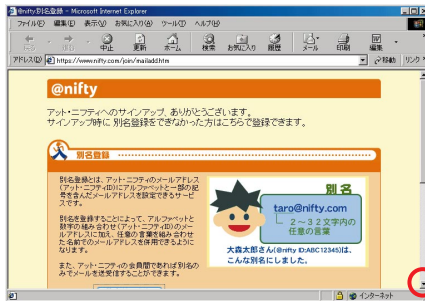 @nifty:別名登録 - Microsoft Internet Explorer
ファイル(F) 編集(E) 表示(V) お気に入り(A) ツール(T) ヘルプ(H)
戻る 進む 中止 更新 ホーム 検索 お気に入り 履歴 メール 印刷 編集
アドレス(D) https://www.nifty.com/join/mailadd.htm 移動 リンク
@nifty
アット・ニフティへのサインアップ、ありがとうございます。
サインアップ時に 別名登録をできなかった方はこちらで登録できます。
別名登録
別名登録とは、アット・ニフティのメールアドレス
(アット・ニフティID)にアルファベットと一部の記
号を含んだメールアドレスを設定できるサービ
スです。
別名を登録することによって、アルファベットと
数字の組み合わせ(アット・ニフティID)のメー
ルアドレスに加え、任意の言葉を組み合わせ
た名前でのメールアドレスを併用できるように
なります。
また、アット・ニフティの会員間であれば別名の
みでメールを送受信することができます。
別名
taro@nifty.com
2～32文字内の
任意の言葉
大森太郎さん(@nifty ID:ABC12345)は、
こんな別名にしました。
インターネット